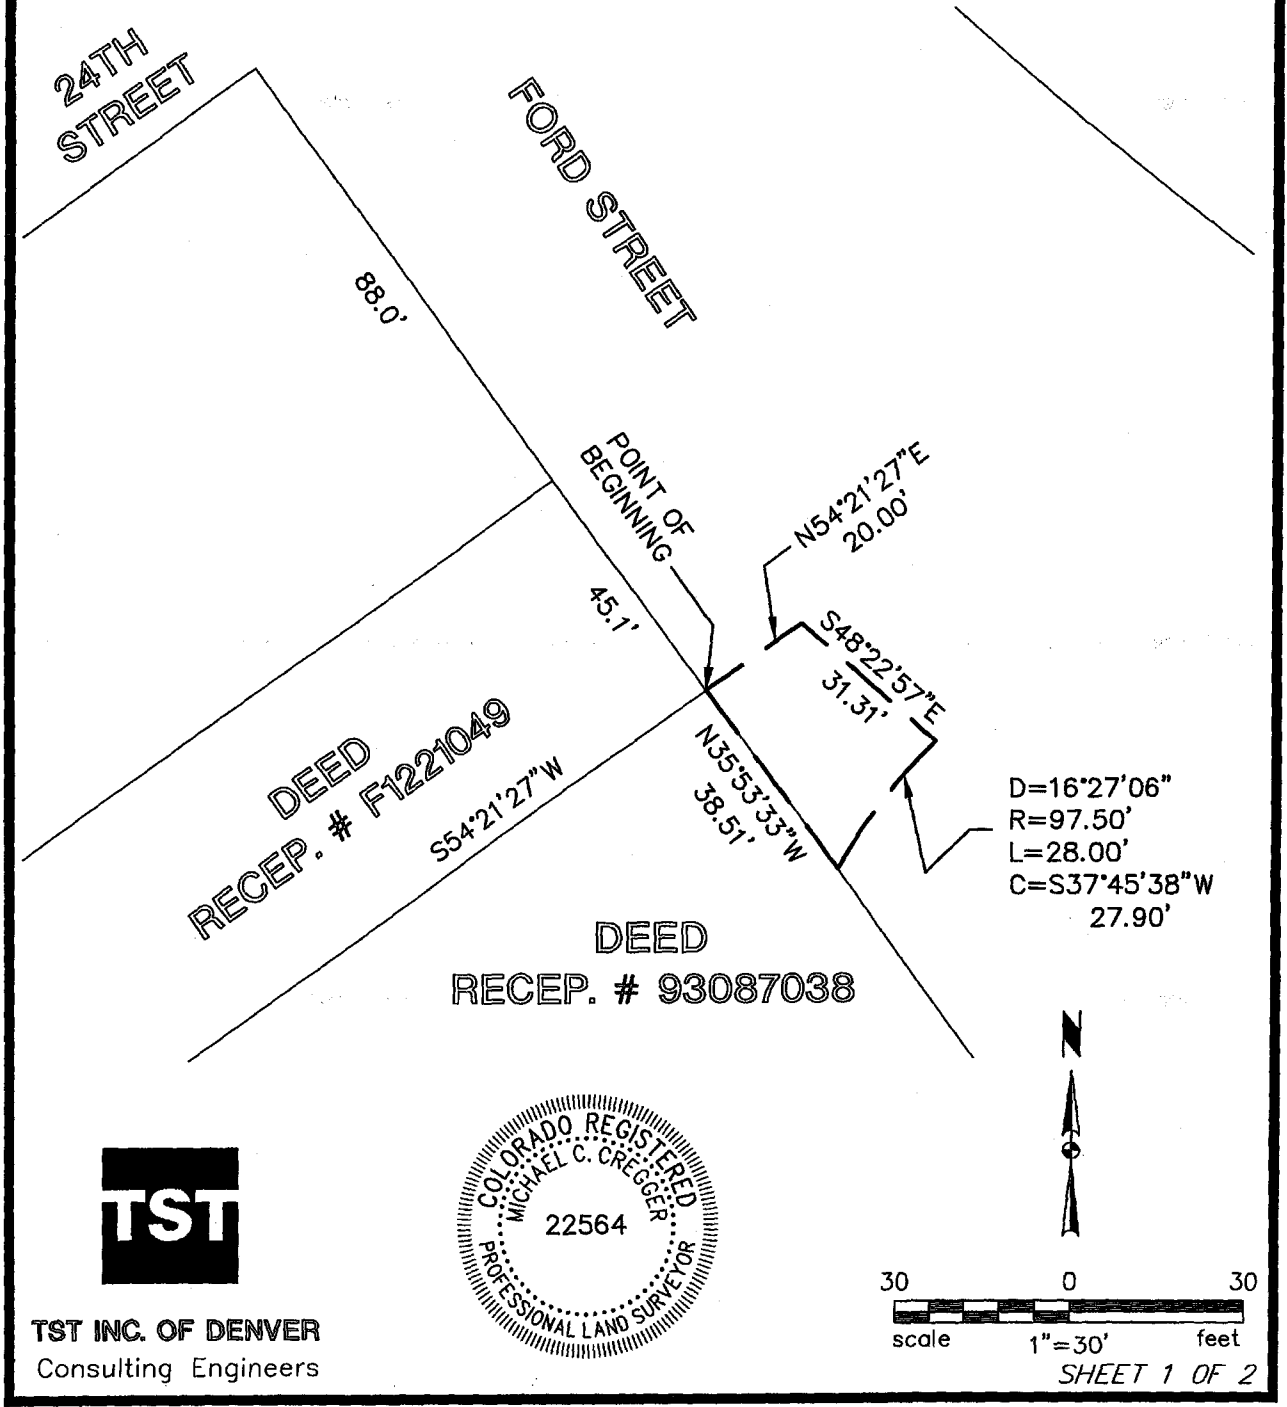 24TH
STREET
FORD STREET
88.0'
POINT OF
BEGINNING
N54°21'27"E
20.00'
45.1'
S48°22'57"E
31.31'
N35°53'33"W
38.51'
DEED
RECEP. # F1221049
S54°21'27"W
D=16°27'06"
R=97.50'
L=28.00'
C=S37°45'38"W
27.90'
DEED
RECEP. # 93087038
N
COLORADO REGISTERED
MICHAEL C. CREGGER
22564
PROFESSIONAL LAND SURVEYOR
TST
TST INC. OF DENVER
Consulting Engineers
30 0 30
scale 1"=30' feet
SHEET 1 OF 2